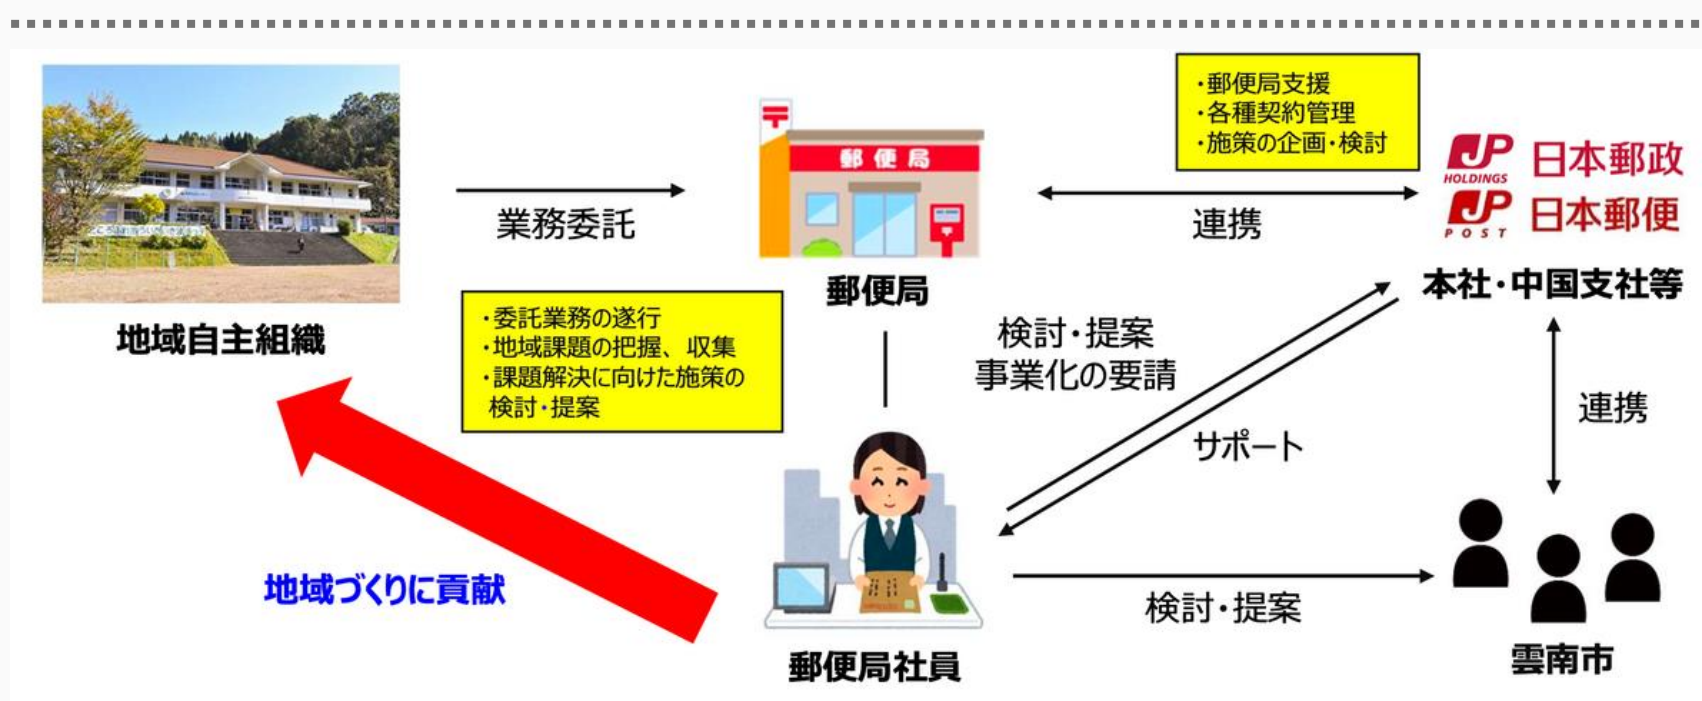 ・郵便局支援
・各種契約管理
・施策の企画・検討
郵便局
JP
HOLDINGS
日本郵政
JP
POST
日本郵便
業務委託
連携
郵便局
本社・中国支社等
地域自主組織
・委託業務の遂行
・地域課題の把握、収集
・課題解決に向けた施策の
検討・提案
検討・提案
事業化の要請
サポート
連携
地域づくりに貢献
検討・提案
郵便局社員
雲南市